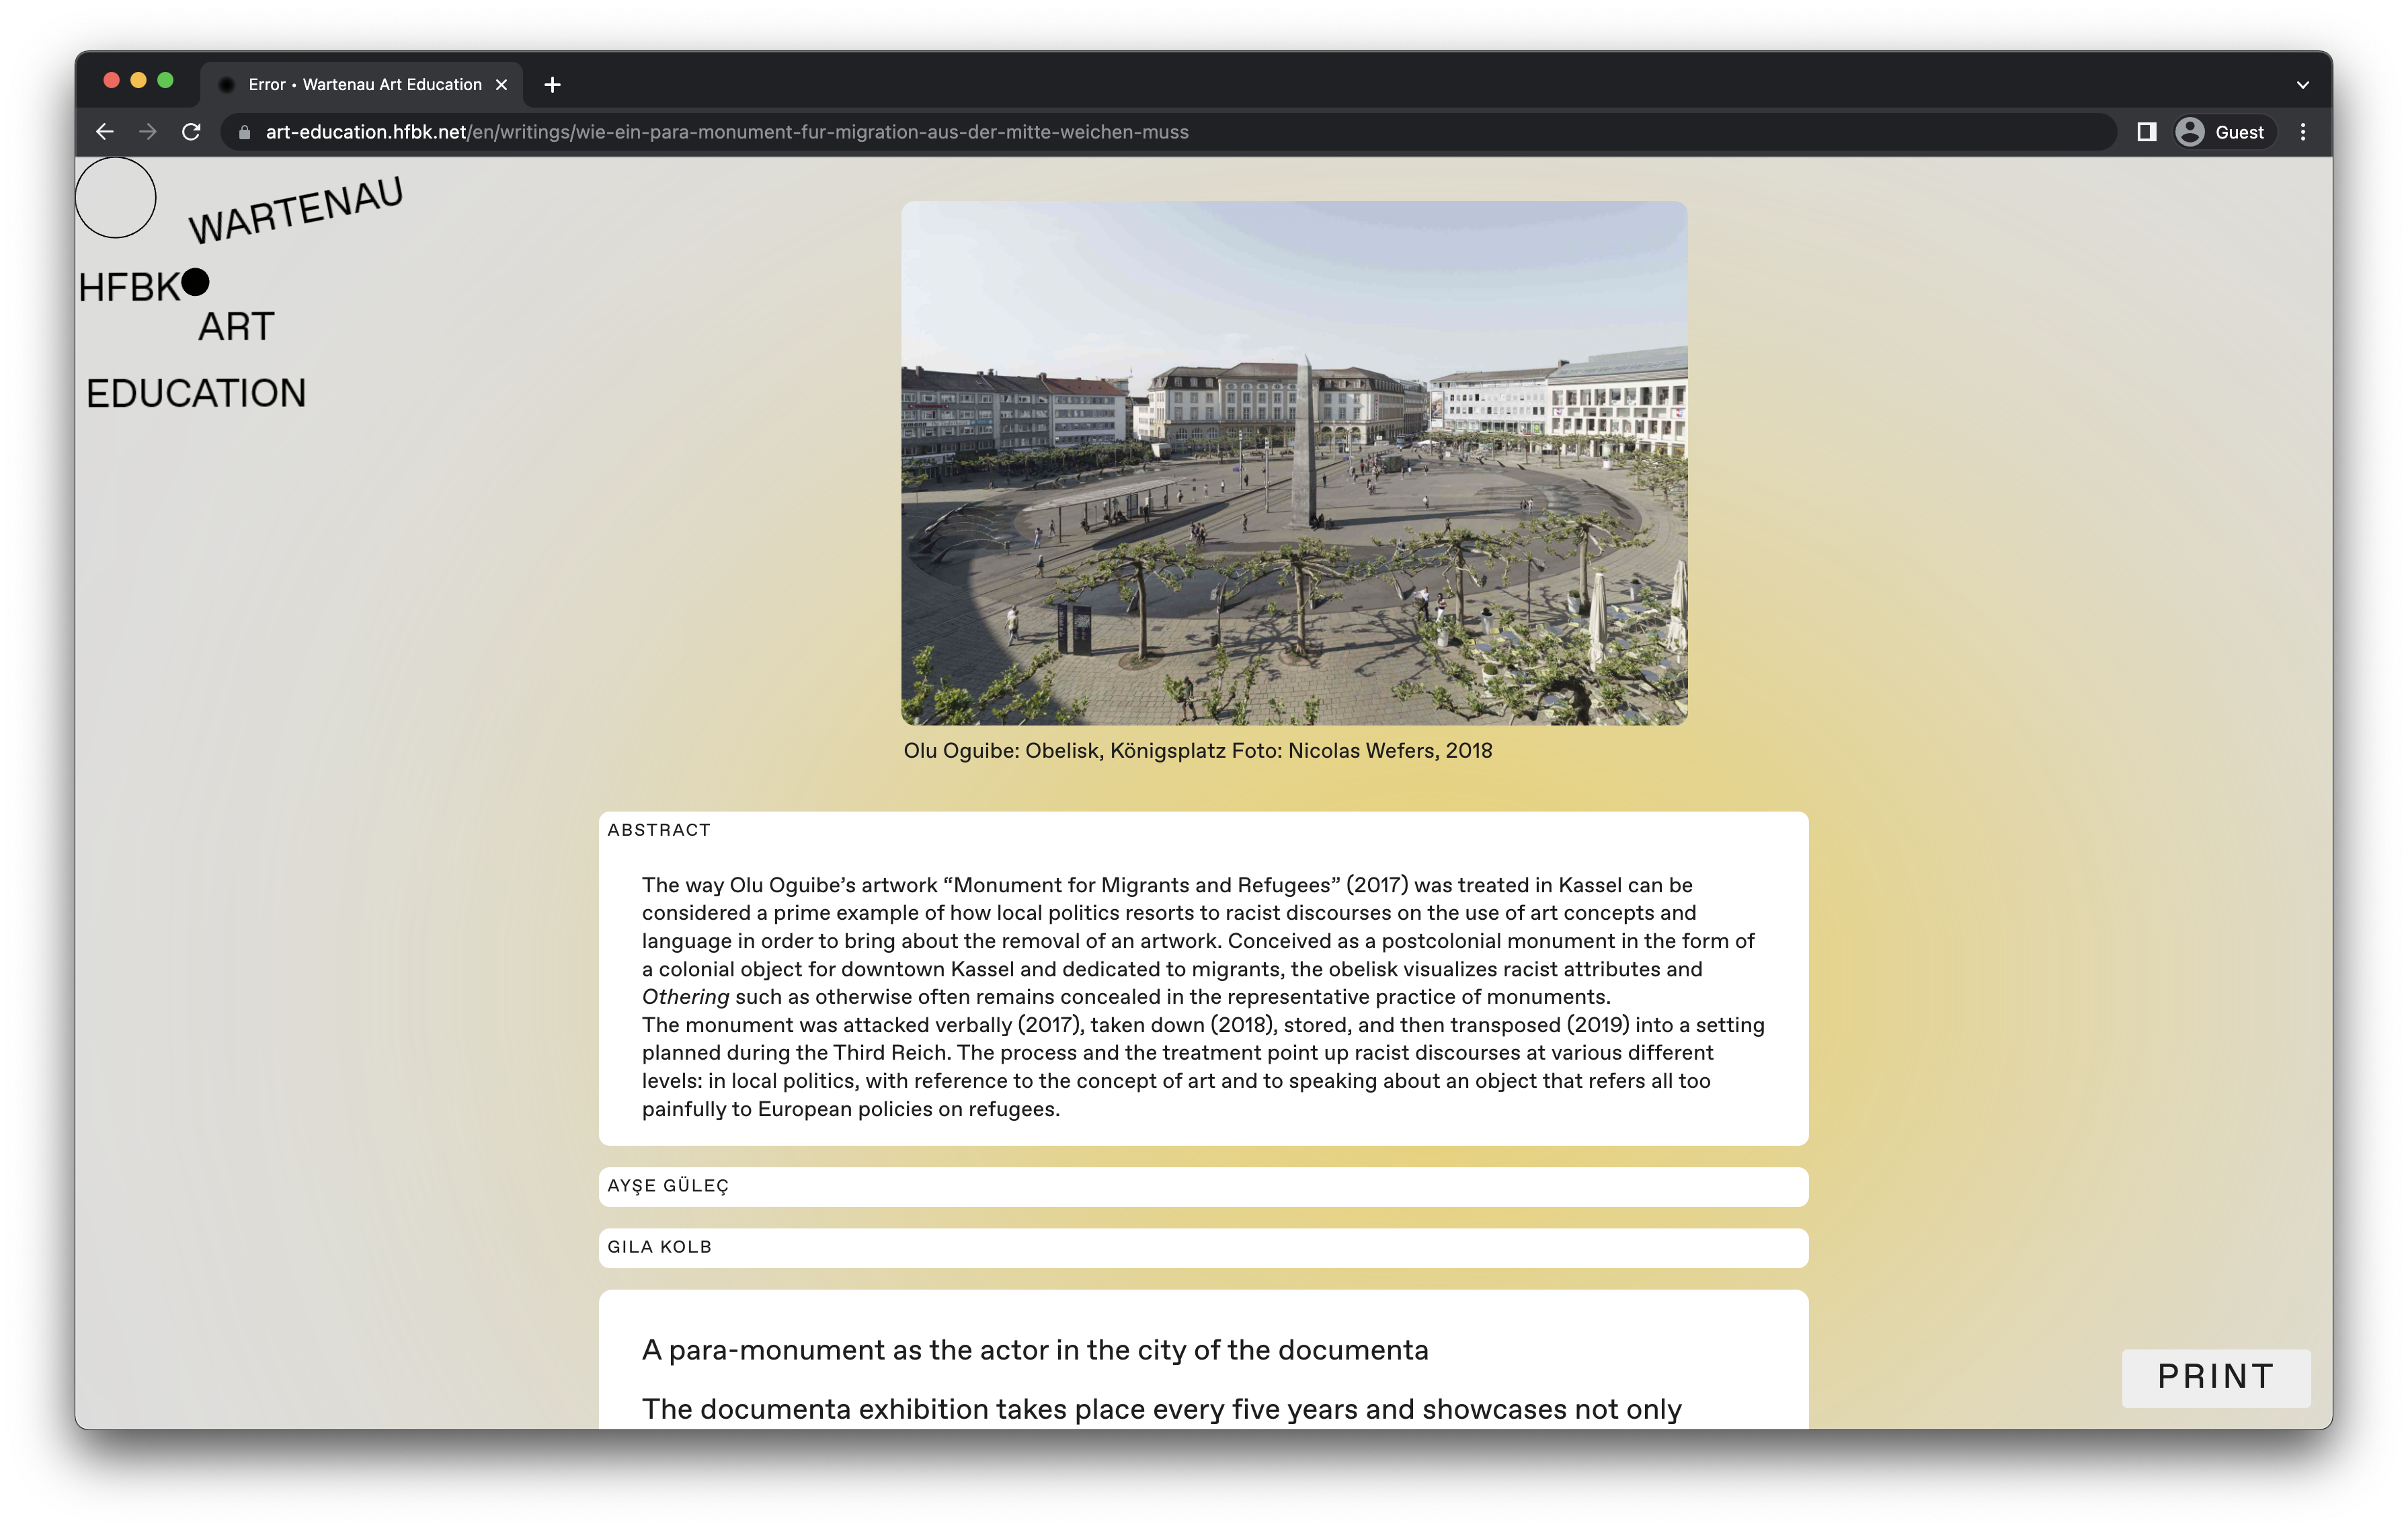 Error • Wartenau Art Education
art-education.hfbk.net/en/writings/wie-ein-para-monument-fur-migration-aus-der-mitte-weichen-muss
Guest
WARTENAU
HFBK
ART
EDUCATION
Olu Oguibe: Obelisk, Königsplatz Foto: Nicolas Wefers, 2018
ABSTRACT
The way Olu Oguibe’s artwork “Monument for Migrants and Refugees” (2017) was treated in Kassel can be
considered a prime example of how local politics resorts to racist discourses on the use of art concepts and
language in order to bring about the removal of an artwork. Conceived as a postcolonial monument in the form of
a colonial object for downtown Kassel and dedicated to migrants, the obelisk visualizes racist attributes and
Othering such as otherwise often remains concealed in the representative practice of monuments.
The monument was attacked verbally (2017), taken down (2018), stored, and then transposed (2019) into a setting
planned during the Third Reich. The process and the treatment point up racist discourses at various different
levels: in local politics, with reference to the concept of art and to speaking about an object that refers all too
painfully to European policies on refugees.
AYŞE GÜLEÇ
GILA KOLB
A para-monument as the actor in the city of the documenta
The documenta exhibition takes place every five years and showcases not only
PRINT